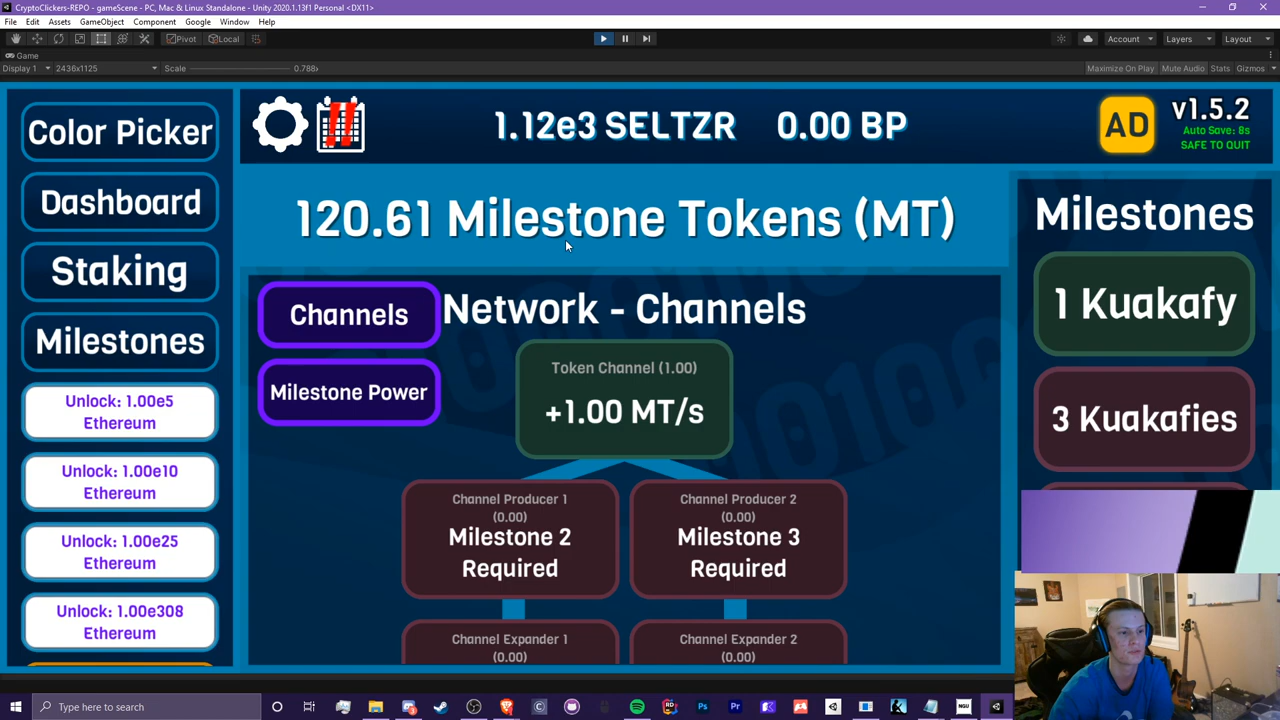 CryptoClickers-REPO - gameScene - PC, Mac & Linux Standalone - Unity 2020.1.13f1 Personal <DX11>
File Edit Assets GameObject Component Google Window Help
Pivot Local Account Layers Layout
Game
Display 1 2436x1125 Scale 0.788x Maximize On Play Mute Audio Stats Gizmos
Color Picker
Dashboard
Staking
Milestones
Unlock: 1.00e5
Ethereum
Unlock: 1.00e10
Ethereum
Unlock: 1.00e25
Ethereum
Unlock: 1.00e308
Ethereum
!!
1.12e3 SELTZR 0.00 BP
AD
v1.5.2
Auto Save: 8s
SAFE TO QUIT
120.61 Milestone Tokens (MT)
Channels
Milestone Power
Network - Channels
Token Channel (1.00)
+1.00 MT/s
Channel Producer 1
(0.00)
Milestone 2
Required
Channel Producer 2
(0.00)
Milestone 3
Required
Channel Expander 1
(0.00)
Channel Expander 2
(0.00)
Milestones
1 Kuakafy
3 Kuakafies
Type here to search
NGU